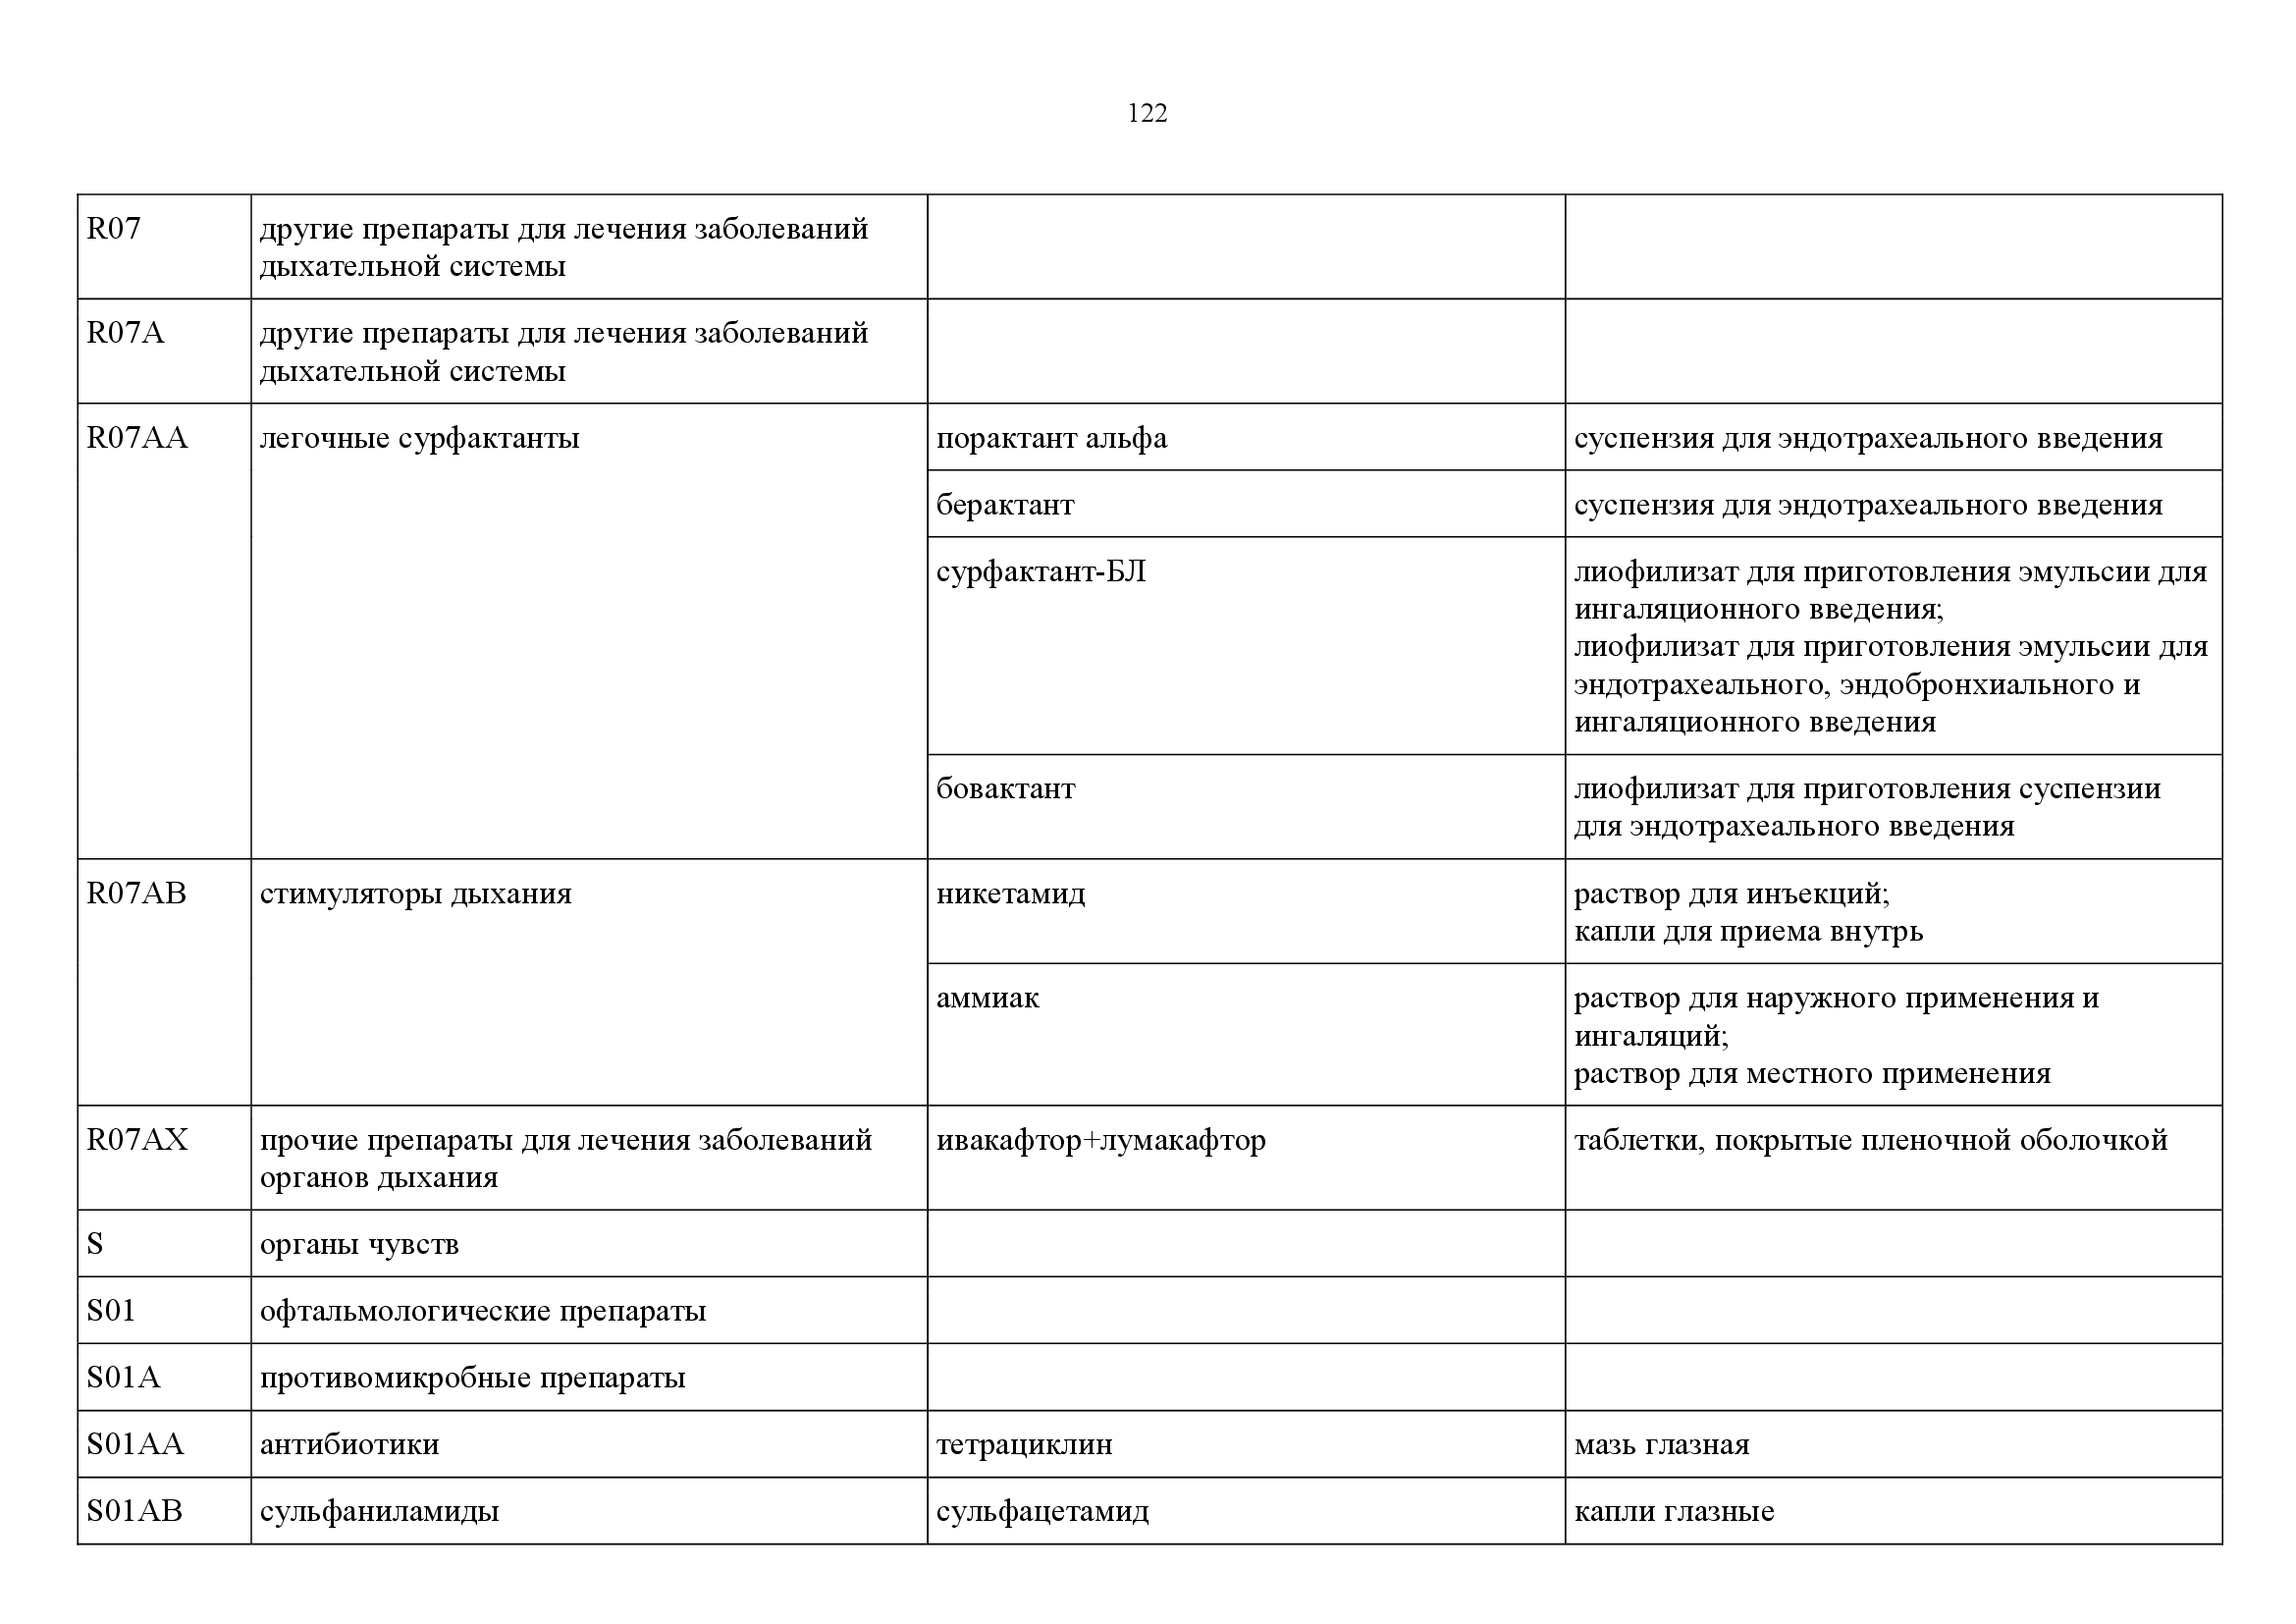 122
R07
другие препараты для лечения заболеваний
дыхательной системы
R07A
другие препараты для лечения заболеваний
дыхательной системы
R07AA
легочные сурфактанты
порактант альфа
суспензия для эндотрахеального введения
берактант
суспензия для эндотрахеального введения
сурфактант-БЛ
лиофилизат для приготовления эмульсии для
ингаляционного введения;
лиофилизат для приготовления эмульсии для
эндотрахеального, эндобронхиального и
ингаляционного введения
бовактант
лиофилизат для приготовления суспензии
для эндотрахеального введения
R07AB
стимуляторы дыхания
никетамид
раствор для инъекций;
капли для приема внутрь
аммиак
раствор для наружного применения и
ингаляций;
раствор для местного применения
R07AX
прочие препараты для лечения заболеваний
органов дыхания
ивакафтор+лумакафтор
таблетки, покрытые пленочной оболочкой
S
органы чувств
S01
офтальмологические препараты
S01A
противомикробные препараты
S01AA
антибиотики
тетрациклин
мазь глазная
S01AB
сульфаниламиды
сульфацетамид
капли глазные